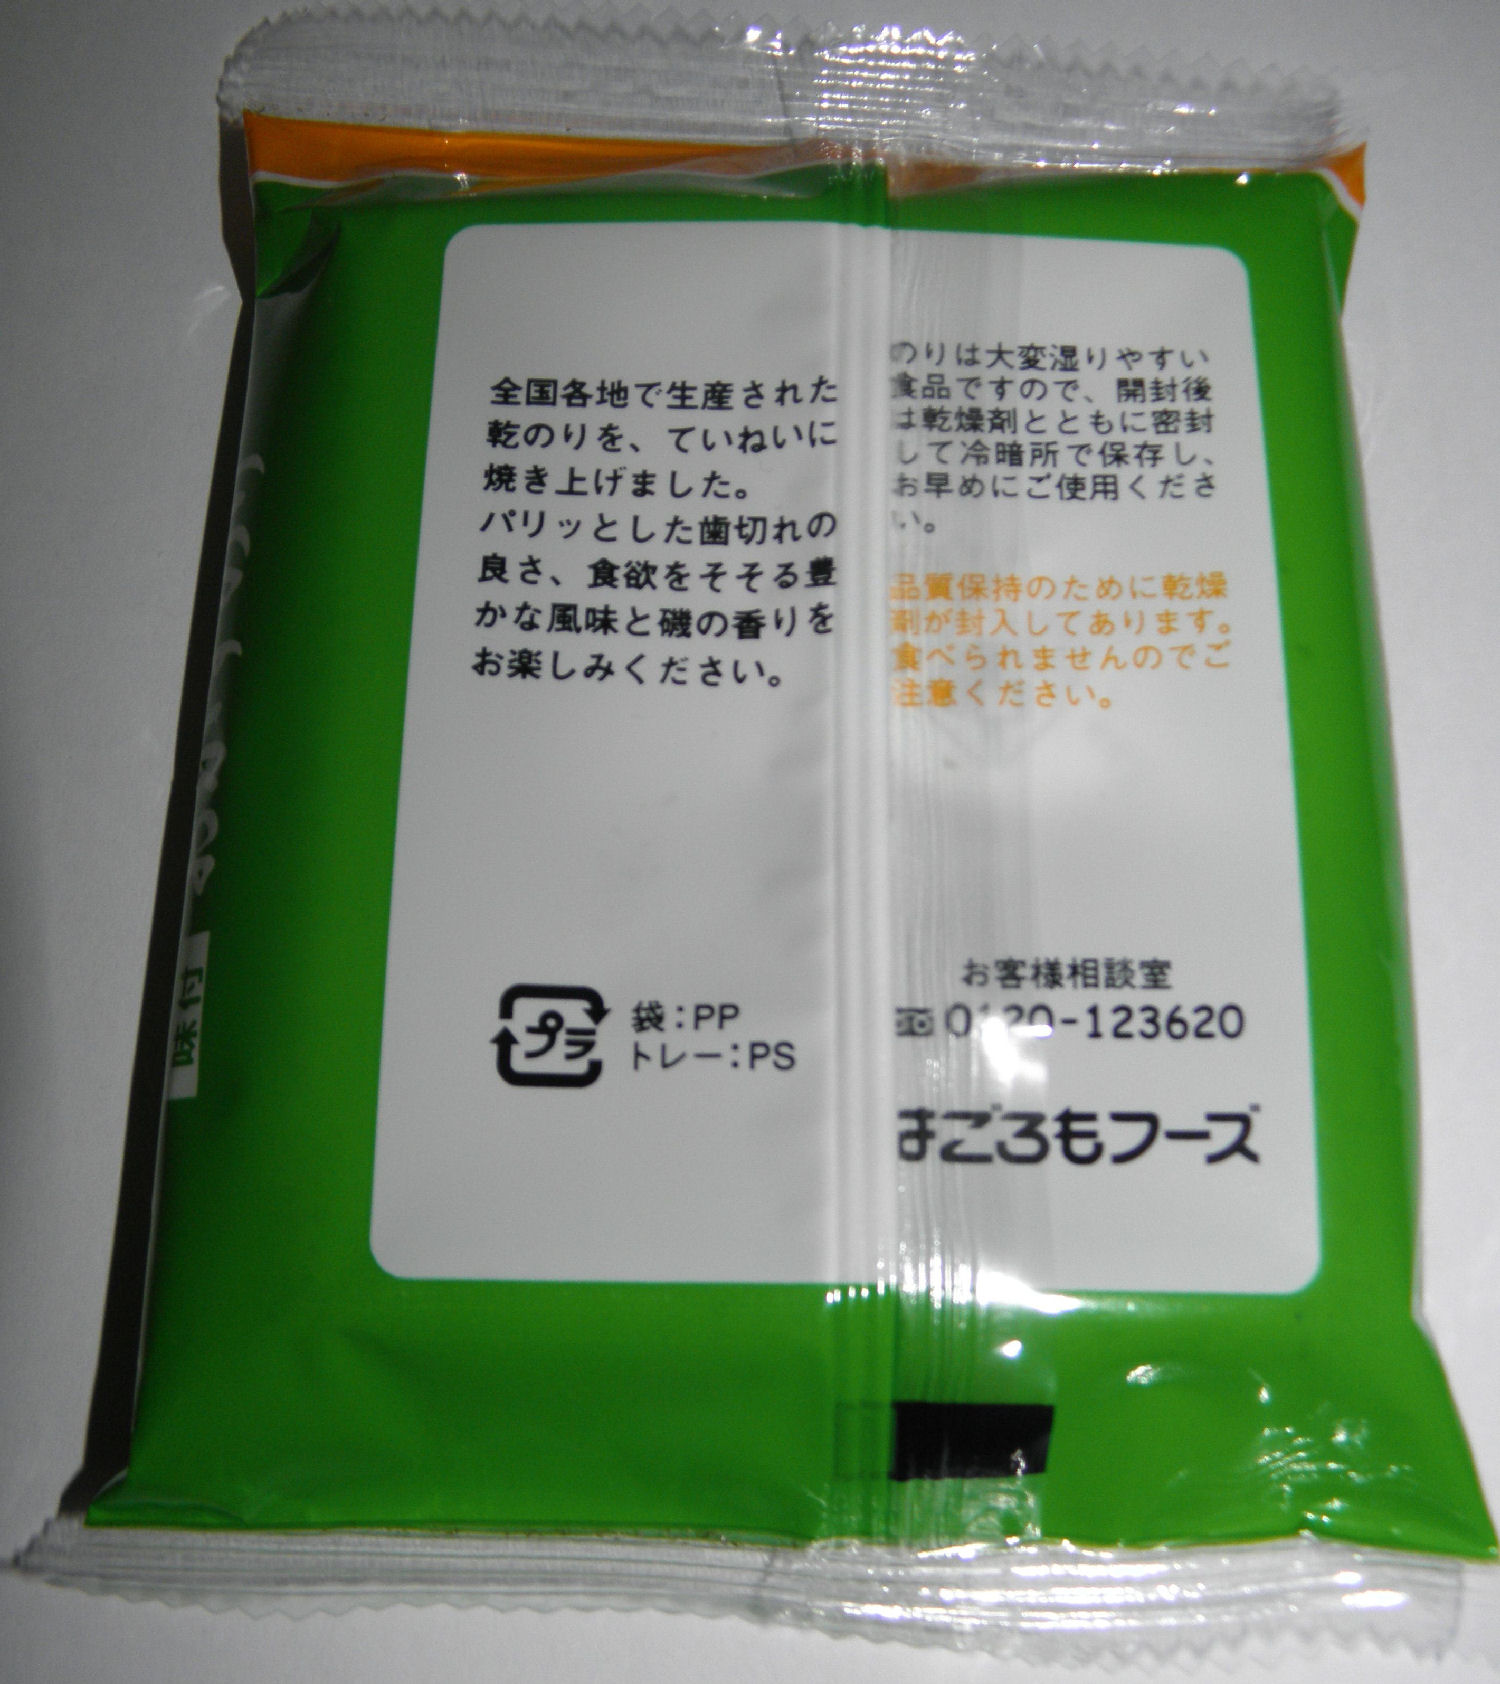 全国各地で生産された
乾のりを、ていねいに
焼き上げました。
パリッとした歯切れの
良さ、食欲をそそる豊
かな風味と磯の香りを
お楽しみください。
のりは大変湿りやすい
食品ですので、開封後
は乾燥剤とともに密封
して冷暗所で保存し、
お早めにご使用くださ
い。
品質保持のために乾燥
剤が封入してあります。
食べられませんのでご
注意ください。
プラ
袋:PP
トレー:PS
お客様相談室
0120-123620
はごろもフーズ
味付